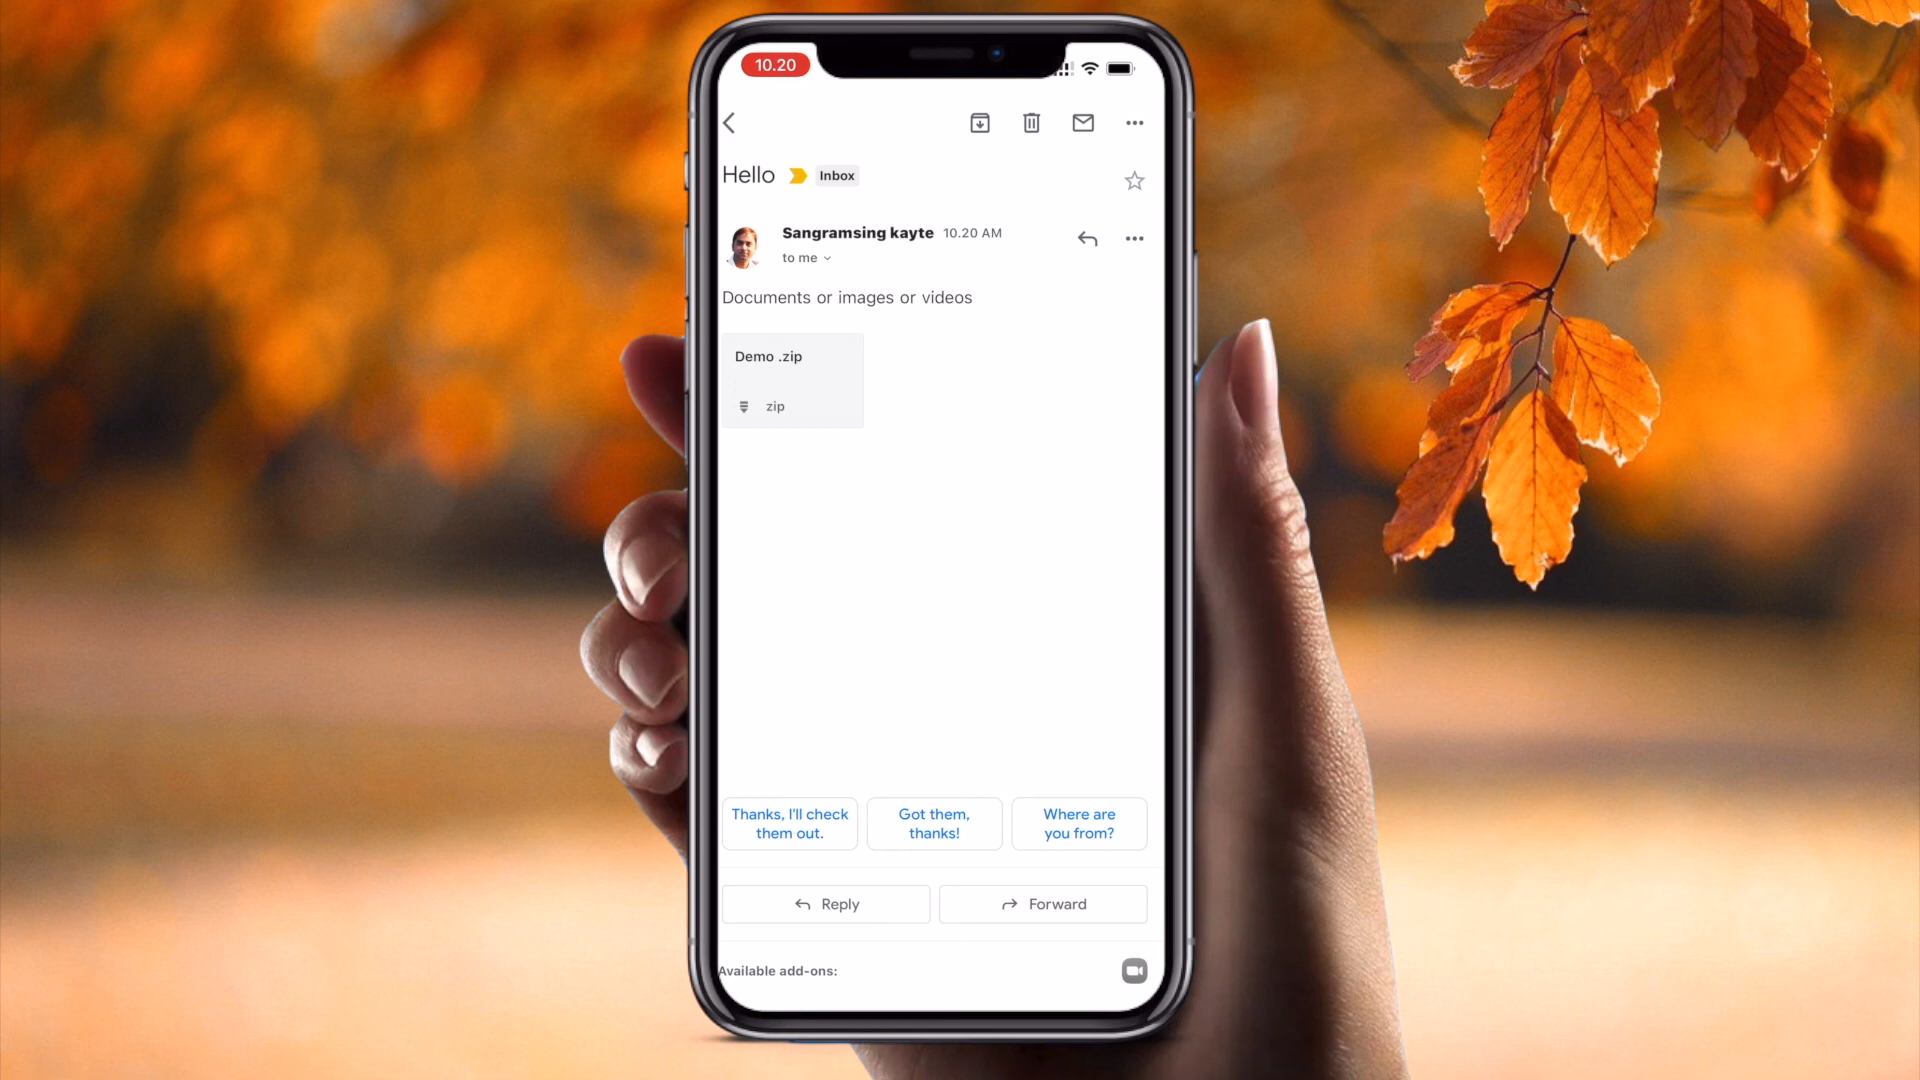 10.20
Hello Inbox
Sangramsing kayte 10.20 AM
to me
Documents or images or videos
Demo .zip
zip
Thanks, I'll check
them out.
Got them,
thanks!
Where are
you from?
Reply
Forward
Available add-ons: